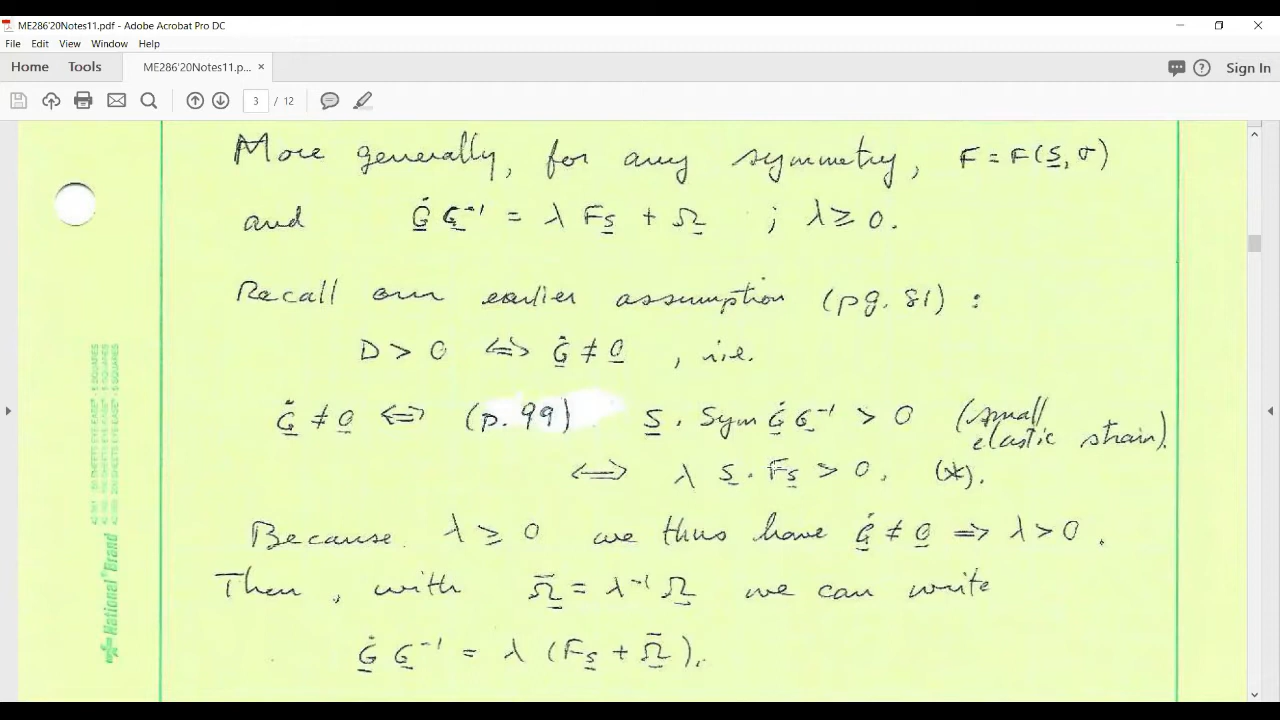 ME286'20Notes11.pdf - Adobe Acrobat Pro DC
File Edit View Window Help
Home Tools ME286'20Notes11.p... × Sign In
3 / 12
More generally, for any symmetry, F = F(S, σ)
and Ġ G⁻¹ = λ F_S + Ω ; λ ≥ 0.
Recall our earlier assumption (pg. 81) :
D > 0 ⟺ Ġ ≠ 0 , i.e.
Ġ ≠ 0 ⟺ (p. 99) S · Sym Ġ G⁻¹ > 0 (small elastic strain).
⟺ λ S · F_S > 0. (*).
Because λ ≥ 0 we thus have Ġ ≠ 0 ⟹ λ > 0 .
Then, with Ω̄ = λ⁻¹ Ω we can write
Ġ G⁻¹ = λ (F_S + Ω̄).
National Brand